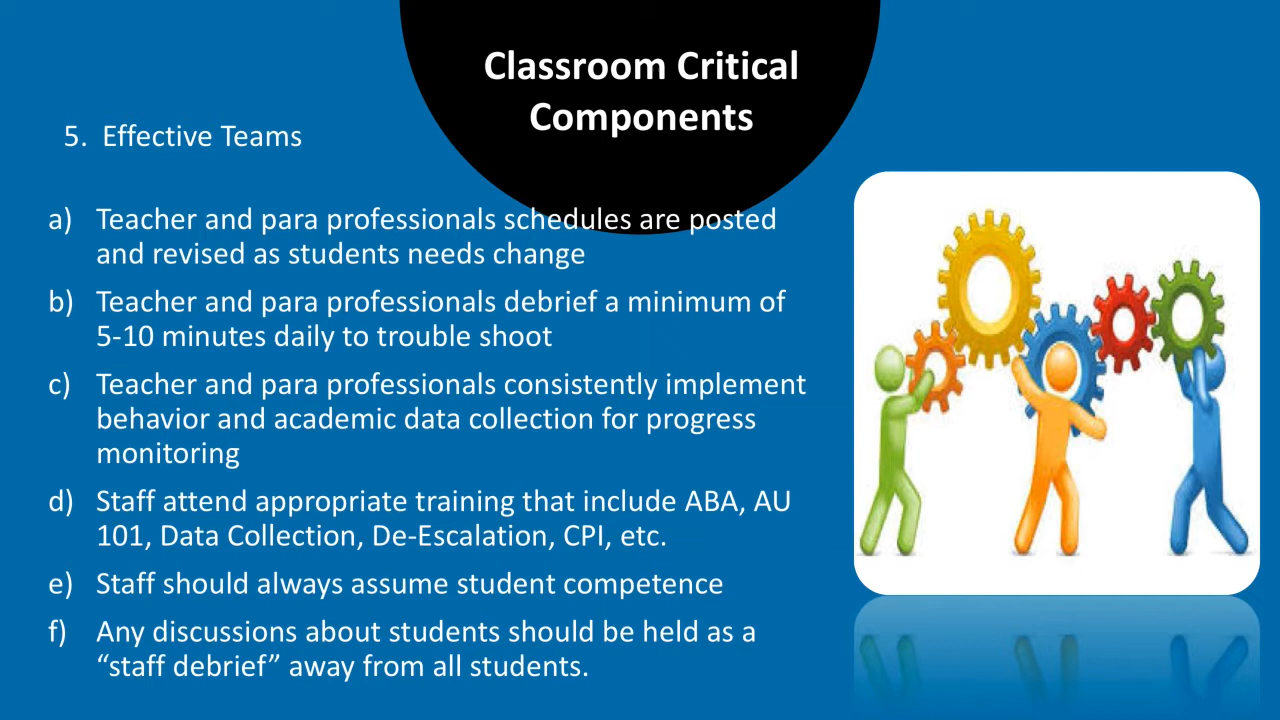 Classroom Critical
Components
5. Effective Teams
a) Teacher and para professionals schedules are posted
and revised as students needs change
b) Teacher and para professionals debrief a minimum of
5-10 minutes daily to trouble shoot
c) Teacher and para professionals consistently implement
behavior and academic data collection for progress
monitoring
d) Staff attend appropriate training that include ABA, AU
101, Data Collection, De-Escalation, CPI, etc.
e) Staff should always assume student competence
f) Any discussions about students should be held as a
“staff debrief” away from all students.